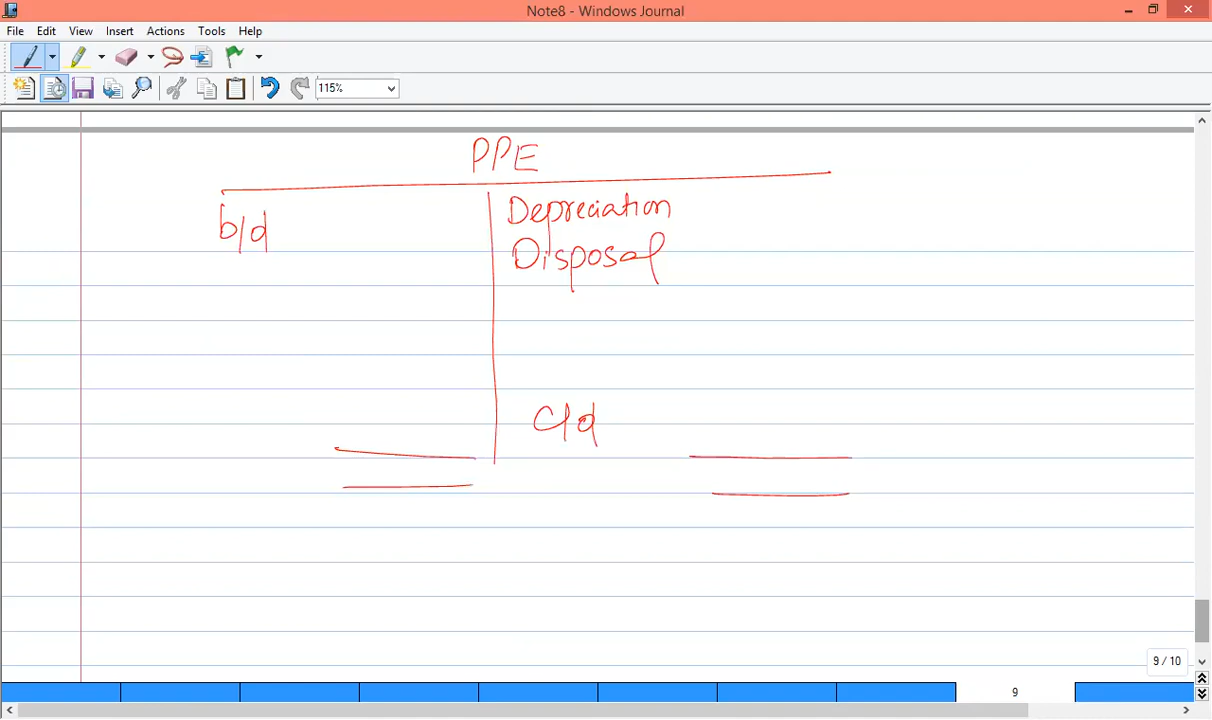 Note8 - Windows Journal
File Edit View Insert Actions Tools Help
115%
PPE
b/d
Depreciation
Disposal
C/d
9 / 10
9